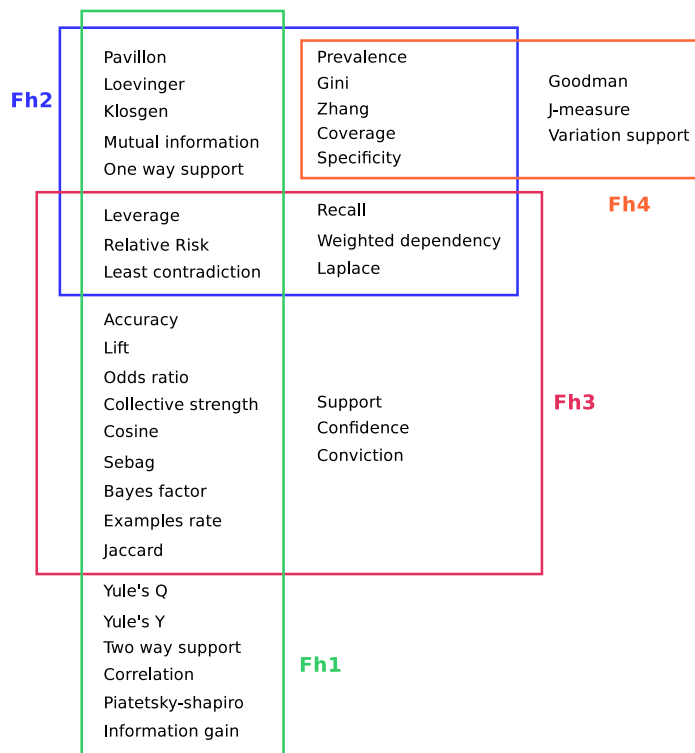 Pavillon
Loevinger
Klosgen
Mutual information
One way support
Fh2
Prevalence
Gini
Zhang
Coverage
Specificity
Goodman
J-measure
Variation support
Fh4
Leverage
Relative Risk
Least contradiction
Recall
Weighted dependency
Laplace
Accuracy
Lift
Odds ratio
Collective strength
Cosine
Sebag
Bayes factor
Examples rate
Jaccard
Support
Confidence
Conviction
Fh3
Yule's Q
Yule's Y
Two way support
Correlation
Piatetsky-shapiro
Information gain
Fh1